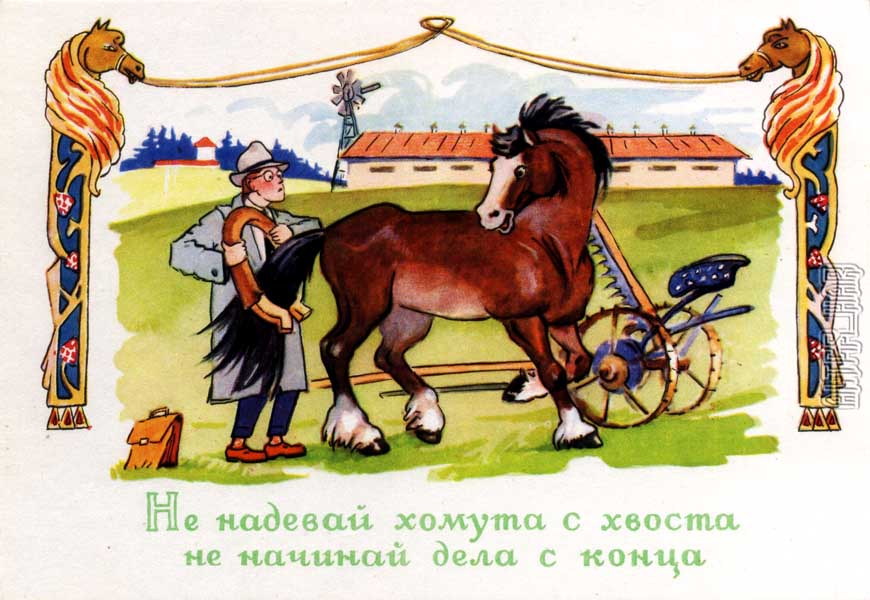 Не надевай хомута с хвоста
не начинай дела с конца